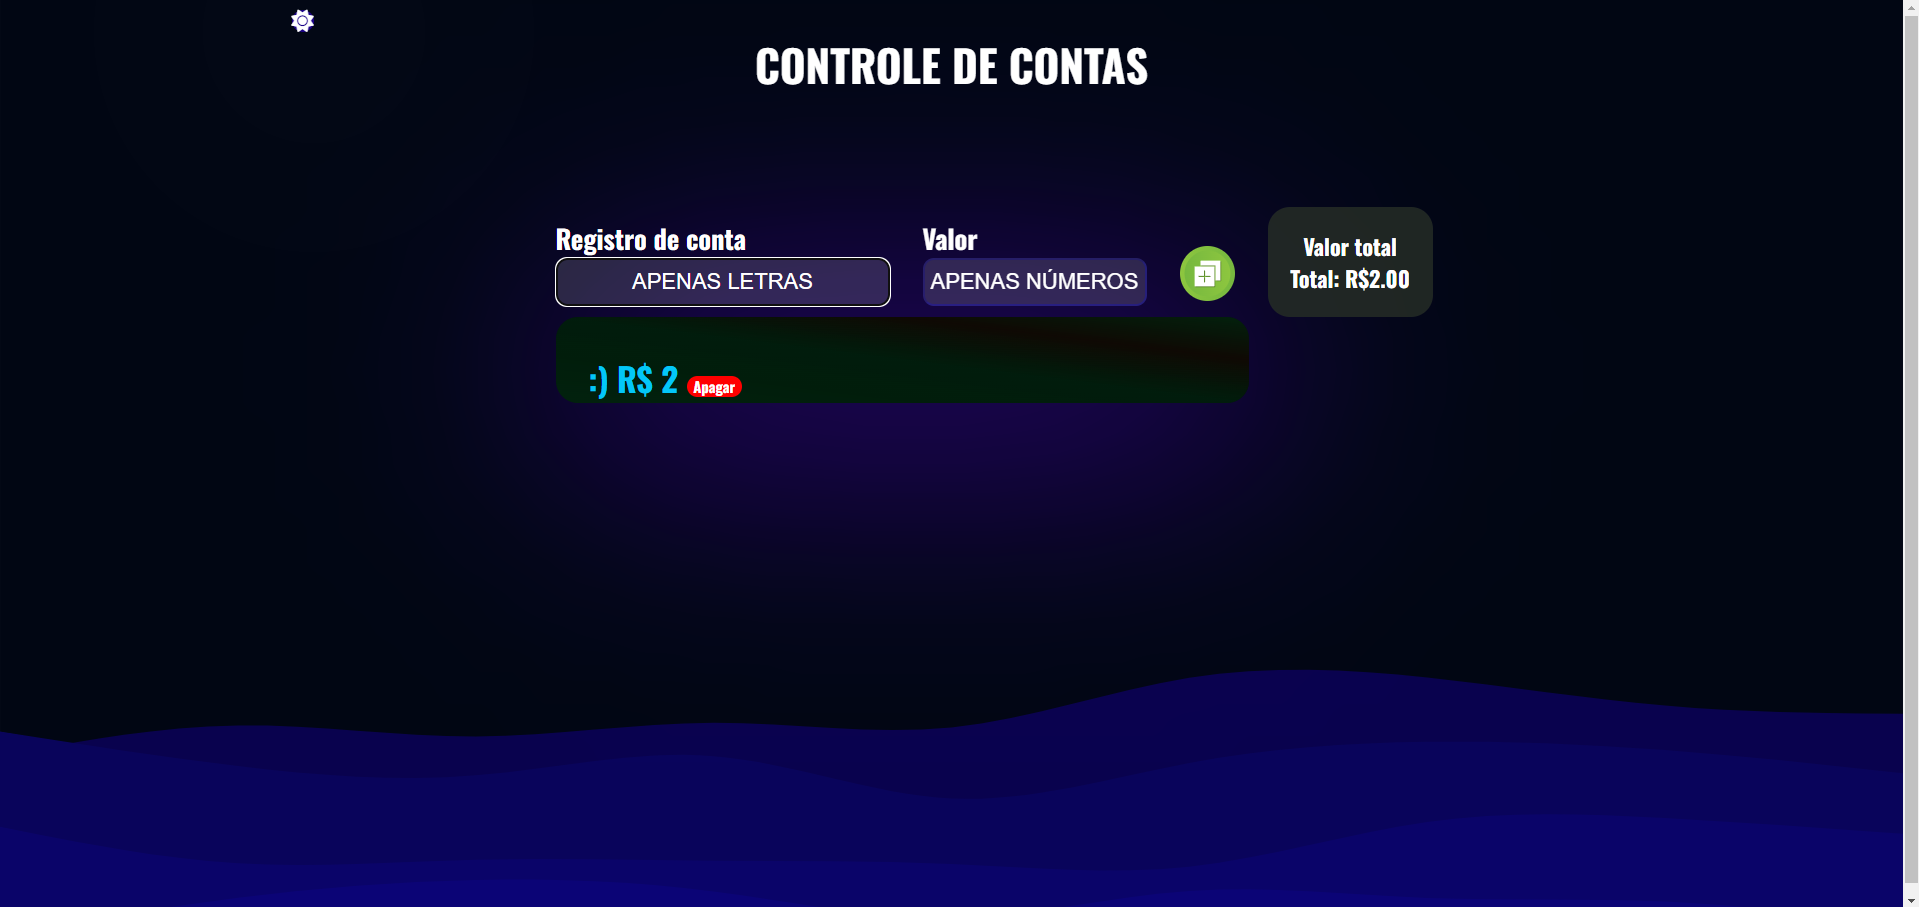 CONTROLE DE CONTAS
Registro de conta
Valor
APENAS LETRAS
APENAS NÚMEROS
Valor total
Total: R$2.00
:) R$ 2 Apagar